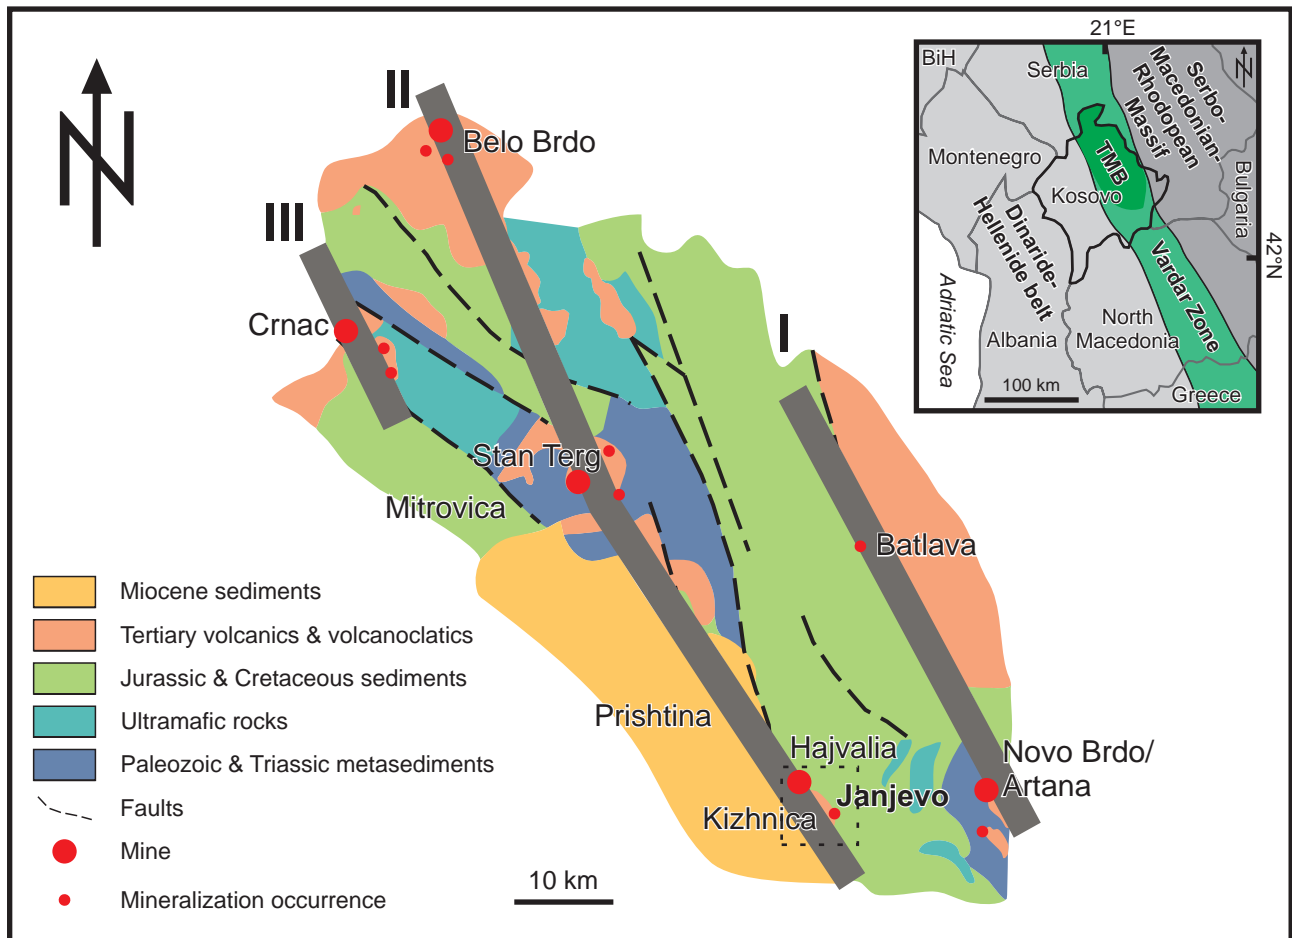 II
Belo Brdo
III
Crnac
I
Stan Terg
Mitrovica
Batlava
Prishtina
Hajvalia
Novo Brdo/
Artana
Janjevo
Kizhnica
Miocene sediments
Tertiary volcanics & volcanoclatics
Jurassic & Cretaceous sediments
Ultramafic rocks
Paleozoic & Triassic metasediments
Faults
Mine
Mineralization occurrence
10 km
21°E
BiH
Serbia
Serbo-
Macedonian-
Rhodopean
Massif
Montenegro
TMB
Kosovo
Bulgaria
42°N
Dinaride-
Hellenide belt
Vardar Zone
Adriatic Sea
Albania
North
Macedonia
100 km
Greece
N
N